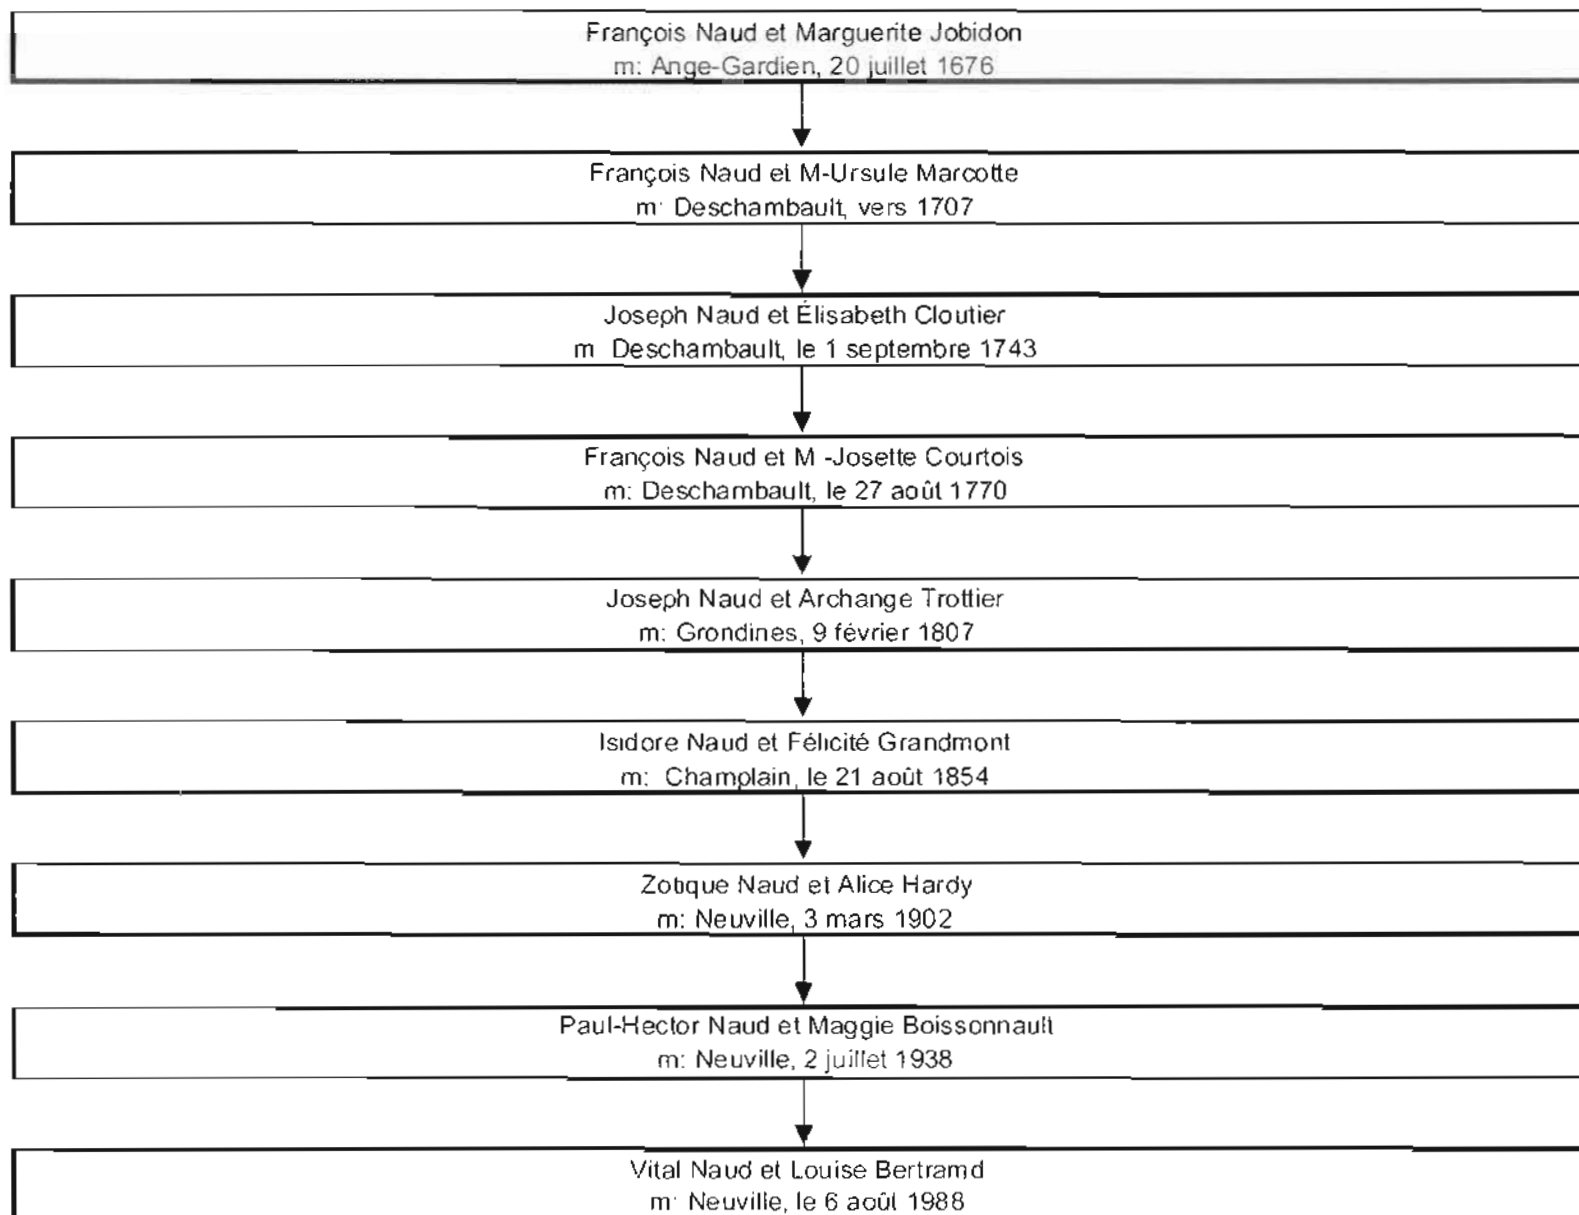 François Naud et Marguerite Jobidon
m: Ange-Gardien, 20 juillet 1676
François Naud et M-Ursule Marcotte
m: Deschambault, vers 1707
Joseph Naud et Élisabeth Cloutier
m Deschambault, le 1 septembre 1743
François Naud et M -Josette Courtois
m: Deschambault, le 27 août 1770
Joseph Naud et Archange Trottier
m: Grondines, 9 février 1807
Isidore Naud et Félicité Grandmont
m: Champlain, le 21 août 1854
Zotique Naud et Alice Hardy
m: Neuville, 3 mars 1902
Paul-Hector Naud et Maggie Boissonnault
m: Neuville, 2 juillet 1938
Vital Naud et Louise Bertramd
m: Neuville, le 6 août 1988